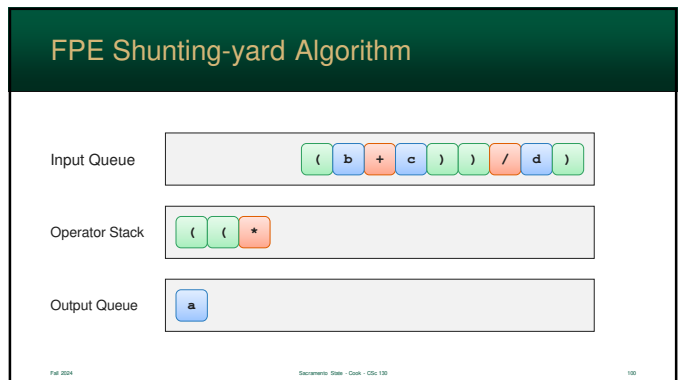 FPE Shunting-yard Algorithm
Input Queue ( b + c ) ) / d )
Operator Stack ( ( *
Output Queue a
Fall 2024 Sacramento State - Cook - CSc 130 100